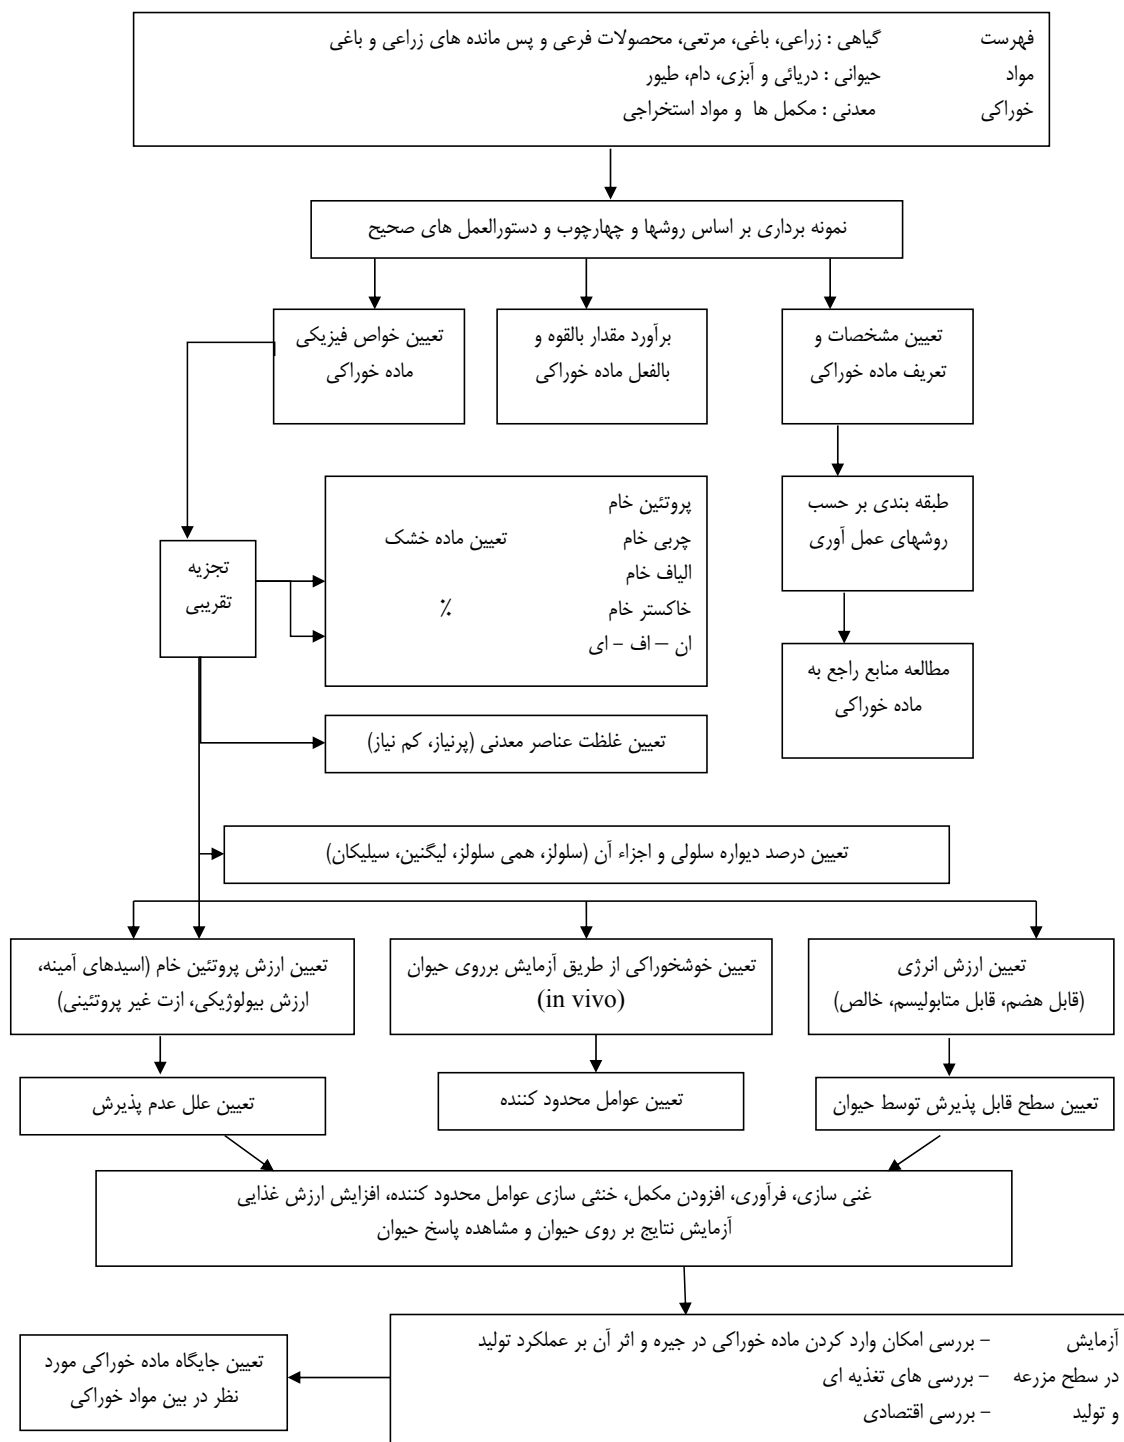 فهرست گیاهی : زراعی، باغی، مرتعی، محصولات فرعی و پس مانده های زراعی و باغی
مواد حیوانی : دریائی و آبزی، دام، طیور
خوراکی معدنی : مکمل ها و مواد استخراجی
نمونه برداری بر اساس روشها و چهارچوب و دستورالعمل های صحیح
تعیین مشخصات و
تعریف ماده خوراکی
برآورد مقدار بالقوه و
بالفعل ماده خوراکی
تعیین خواص فیزیکی
ماده خوراکی
طبقه بندی بر حسب
روشهای عمل آوری
پروتئین خام
چربی خام تعیین ماده خشک
الیاف خام
خاکستر خام ٪
ان – اف – ای
تجزیه
تقریبی
مطالعه منابع راجع به
ماده خوراکی
تعیین غلظت عناصر معدنی (پرنیاز، کم نیاز)
تعیین درصد دیواره سلولی و اجزاء آن (سلولز، همی سلولز، لیگنین، سیلیکان)
تعیین ارزش انرژی
(قابل هضم، قابل متابولیسم، خالص)
تعیین خوشخوراکی از طریق آزمایش برروی حیوان
(in vivo)
تعیین ارزش پروتئین خام (اسیدهای آمینه،
ارزش بیولوژیکی، ازت غیر پروتئینی)
تعیین سطح قابل پذیرش توسط حیوان
تعیین عوامل محدود کننده
تعیین علل عدم پذیرش
غنی سازی، فرآوری، افزودن مکمل، خنثی سازی عوامل محدود کننده، افزایش ارزش غذایی
آزمایش نتایج بر روی حیوان و مشاهده پاسخ حیوان
آزمایش – بررسی امکان وارد کردن ماده خوراکی در جیره و اثر آن بر عملکرد تولید
در سطح مزرعه – بررسی های تغذیه ای
و تولید – بررسی اقتصادی
تعیین جایگاه ماده خوراکی مورد
نظر در بین مواد خوراکی